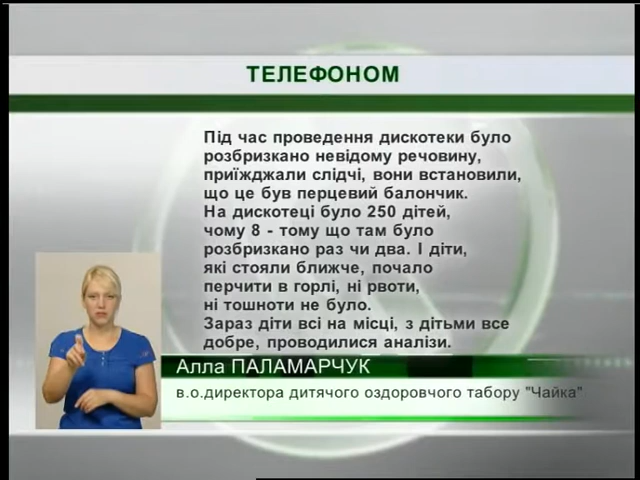 ТЕЛЕФОНОМ
Під час проведення дискотеки було
розбризкано невідому речовину,
приїжджали слідчі, вони встановили,
що це був перцевий балончик.
На дискотеці було 250 дітей,
чому 8 - тому що там було
розбризкано раз чи два. І діти,
які стояли ближче, почало
перчити в горлі, ні рвоти,
ні тошноти не було.
Зараз діти всі на місці, з дітьми все
добре, проводилися анализи.
Алла ПАЛАМАРЧУК
в.о.директора дитячого оздоровчого табору "Чайка"